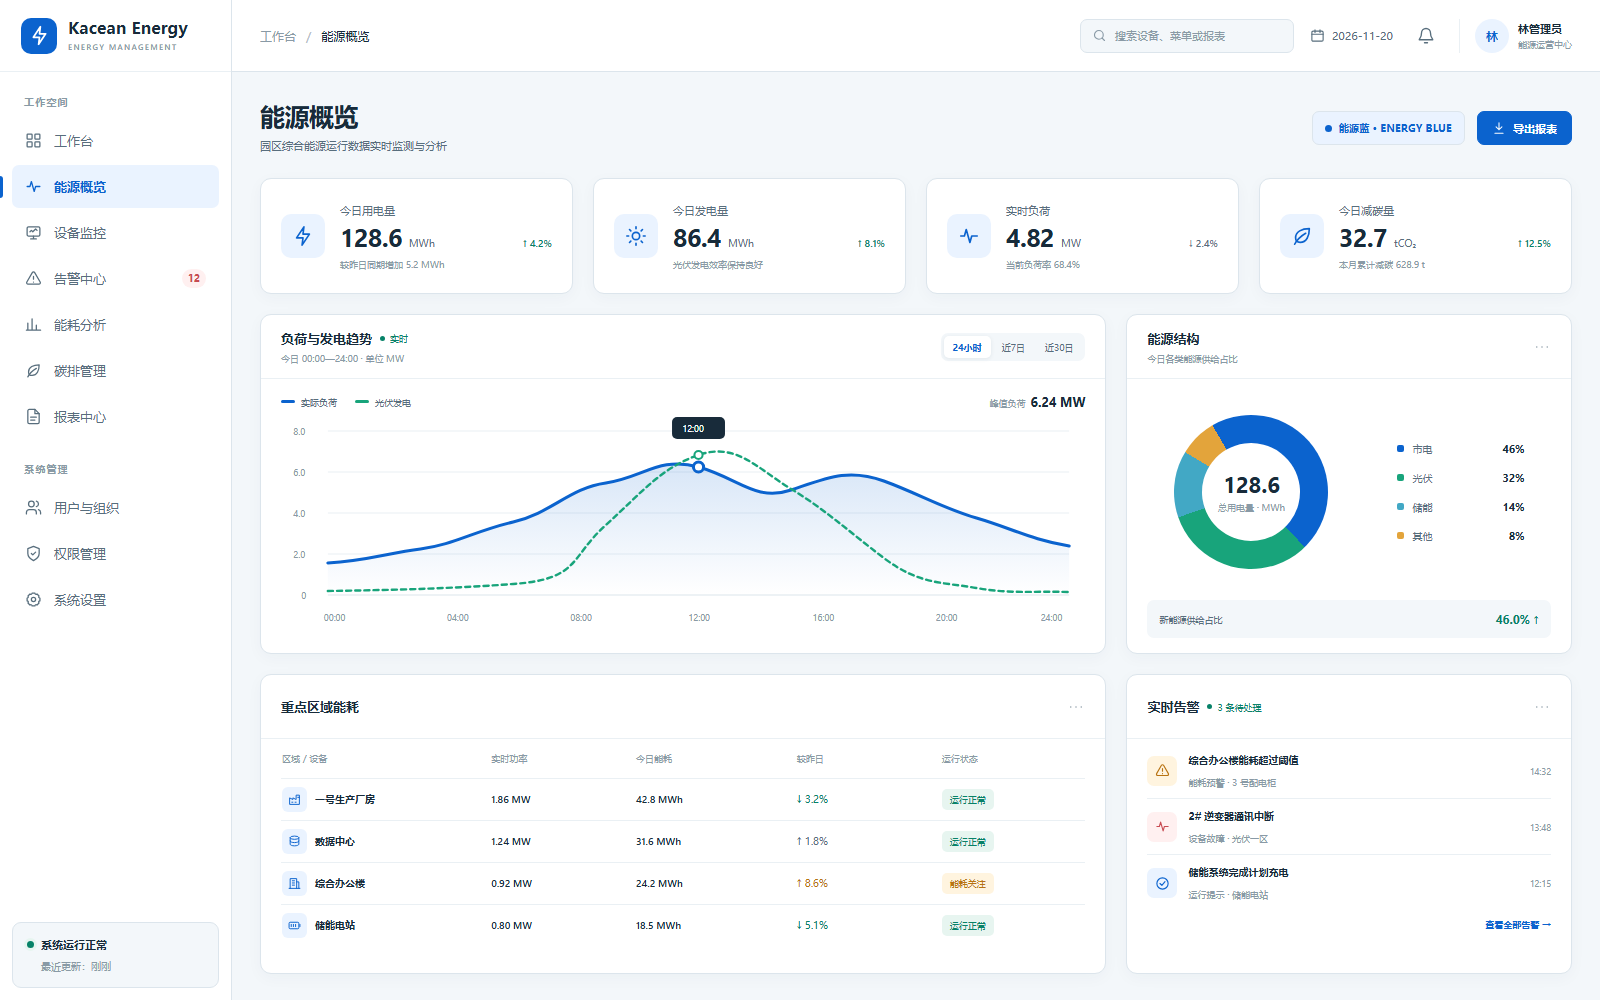 Kacean Energy
ENERGY MANAGEMENT
工作空间
工作台
能源概览
设备监控
告警中心
12
能耗分析
碳排管理
报表中心
系统管理
用户与组织
权限管理
系统设置
系统运行正常
最近更新：刚刚
工作台 / 能源概览
搜索设备、菜单或报表
2026-11-20
林
林管理员
能源运营中心
能源概览
园区综合能源运行数据实时监测与分析
能源蓝 • ENERGY BLUE
导出报表
今日用电量
128.6 MWh
↑ 4.2%
较昨日同期增加 5.2 MWh
今日发电量
86.4 MWh
↑ 8.1%
光伏发电效率保持良好
实时负荷
4.82 MW
↓ 2.4%
当前负荷率 68.4%
今日减碳量
32.7 tCO₂
↑ 12.5%
本月累计减碳 628.9 t
负荷与发电趋势 实时
今日 00:00—24:00 · 单位 MW
24小时 近7日 近30日
实际负荷 光伏发电
峰值负荷 6.24 MW
12:00
8.0
6.0
4.0
2.0
0
00:00 04:00 08:00 12:00 16:00 20:00 24:00
能源结构
今日各类能源供给占比
128.6
总用电量 · MWh
市电 46%
光伏 32%
储能 14%
其他 8%
新能源供给占比 46.0% ↑
重点区域能耗
区域 / 设备 实时功率 今日能耗 较昨日 运行状态
一号生产厂房 1.86 MW 42.8 MWh ↓ 3.2% 运行正常
数据中心 1.24 MW 31.6 MWh ↑ 1.8% 运行正常
综合办公楼 0.92 MW 24.2 MWh ↑ 8.6% 能耗关注
储能电站 0.80 MW 18.5 MWh ↓ 5.1% 运行正常
实时告警 3 条待处理
综合办公楼能耗超过阈值
能耗预警 · 3 号配电柜
14:32
2# 逆变器通讯中断
设备故障 · 光伏一区
13:48
储能系统完成计划充电
运行提示 · 储能电站
12:15
查看全部告警 →